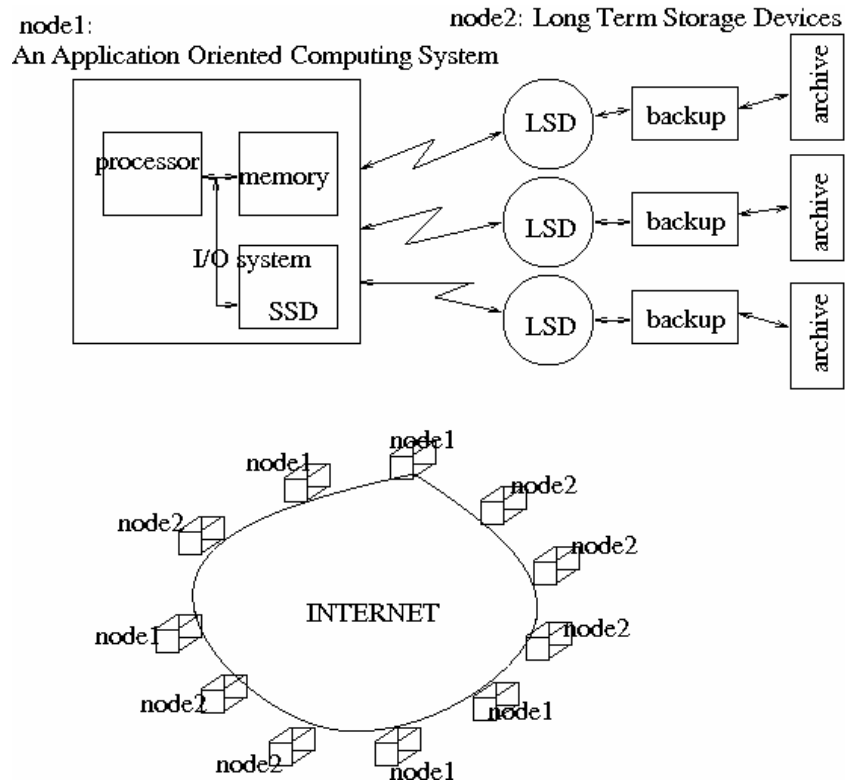 node1:
An Application Oriented Computing System
node2: Long Term Storage Devices
processor
memory
I/O system
SSD
LSD
backup
archive
LSD
backup
archive
LSD
backup
archive
node1
node1
node2
node2
node2
INTERNET
node1
node2
node2
node1
node2
node1